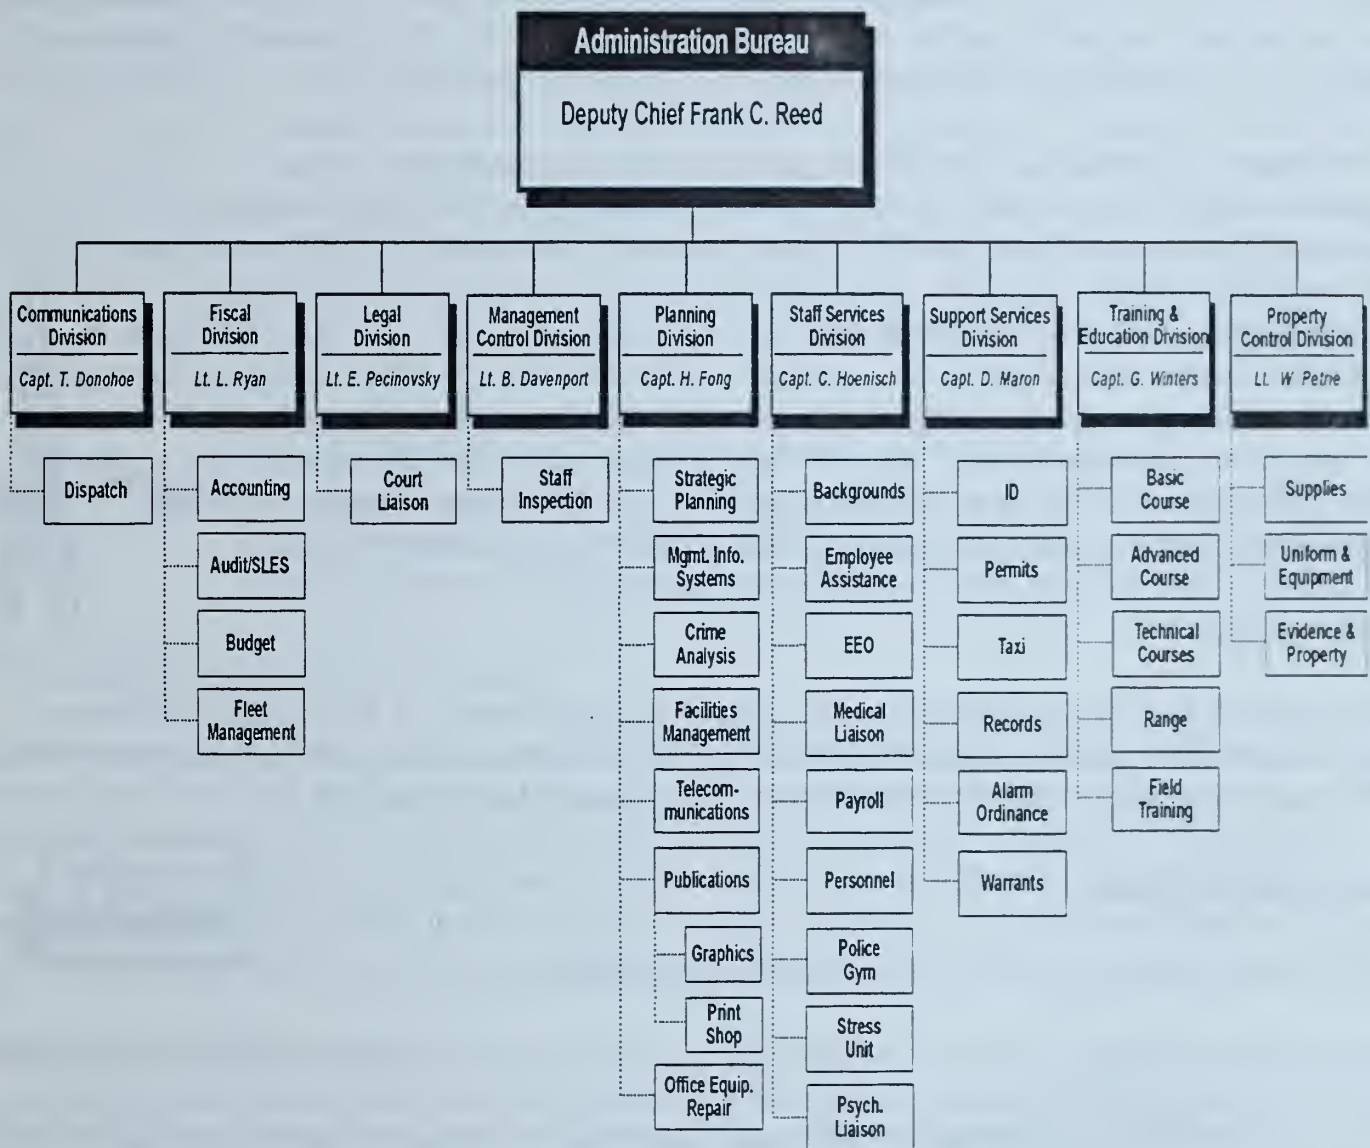 Administration Bureau
Deputy Chief Frank C. Reed
Communications
Division
Capt. T. Donohoe
Dispatch
Fiscal
Division
Lt. L. Ryan
Accounting
Audit/SLES
Budget
Fleet
Management
Legal
Division
Lt. E. Pecinovsky
Court
Liaison
Management
Control Division
Lt. B. Davenport
Staff
Inspection
Planning
Division
Capt. H. Fong
Strategic
Planning
Mgmt. Info.
Systems
Crime
Analysis
Facilities
Management
Telecom-
munications
Publications
Graphics
Print
Shop
Office Equip.
Repair
Staff Services
Division
Capt. C. Hoenisch
Backgrounds
Employee
Assistance
EEO
Medical
Liaison
Payroll
Personnel
Police
Gym
Stress
Unit
Psych.
Liaison
Support Services
Division
Capt. D. Maron
ID
Permits
Taxi
Records
Alarm
Ordinance
Warrants
Training &
Education Division
Capt. G. Winters
Basic
Course
Advanced
Course
Technical
Courses
Range
Field
Training
Property
Control Division
Lt. W.
Supplies
Uniform &
Equipment
Evidence &
Property